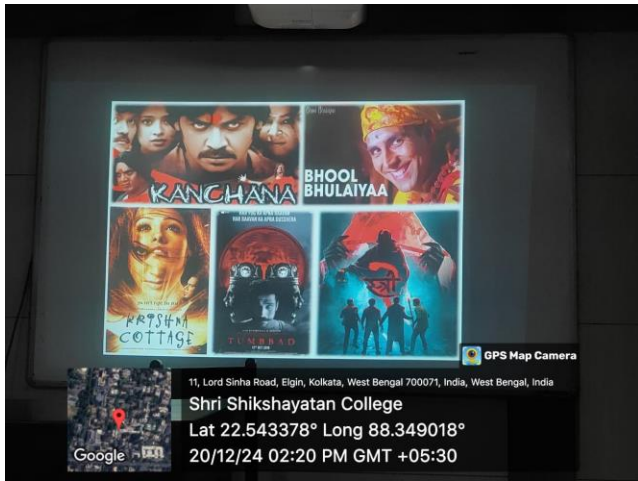 KANCHANA
BHOOL
BHULAIYAA
KRISHNA
COTTAGE
TUMBBAD
स्त्री
2
GPS Map Camera
11, Lord Sinha Road, Elgin, Kolkata, West Bengal 700071, India, West Bengal, India
Shri Shikshayatan College
Lat 22.543378° Long 88.349018°
20/12/24 02:20 PM GMT +05:30
Google